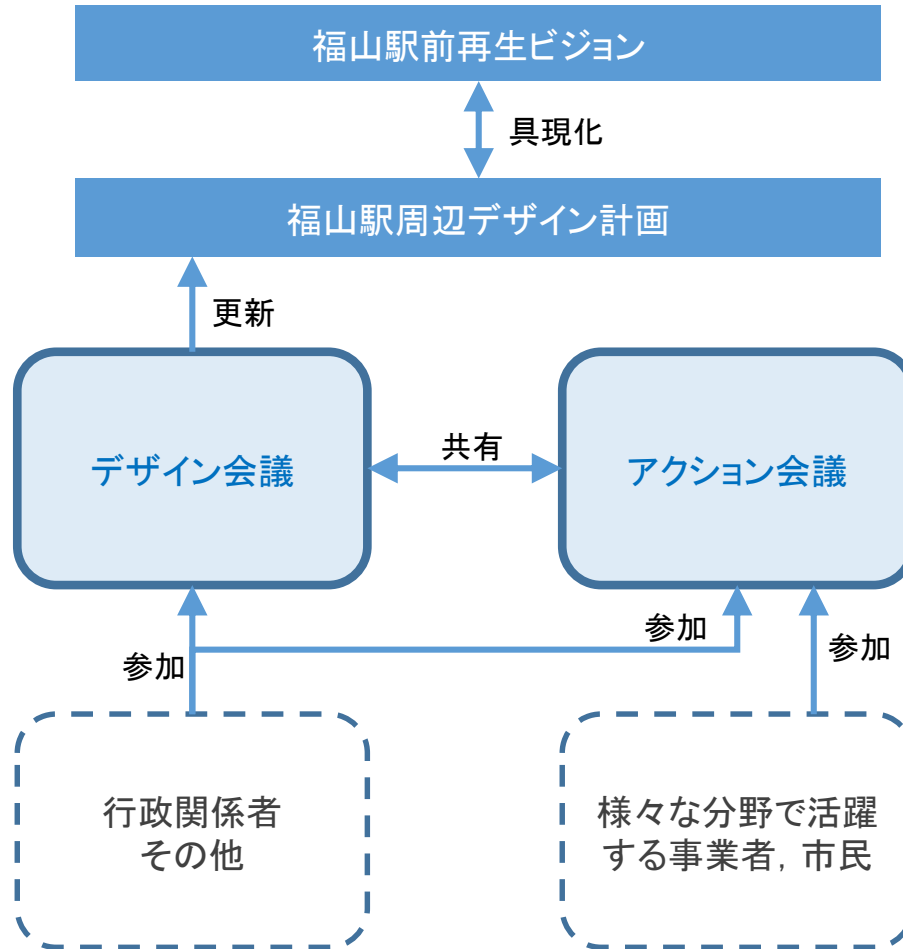 福山駅前再生ビジョン
具現化
福山駅周辺デザイン計画
更新
デザイン会議
共有
アクション会議
参加
参加
参加
行政関係者
その他
様々な分野で活躍
する事業者，市民